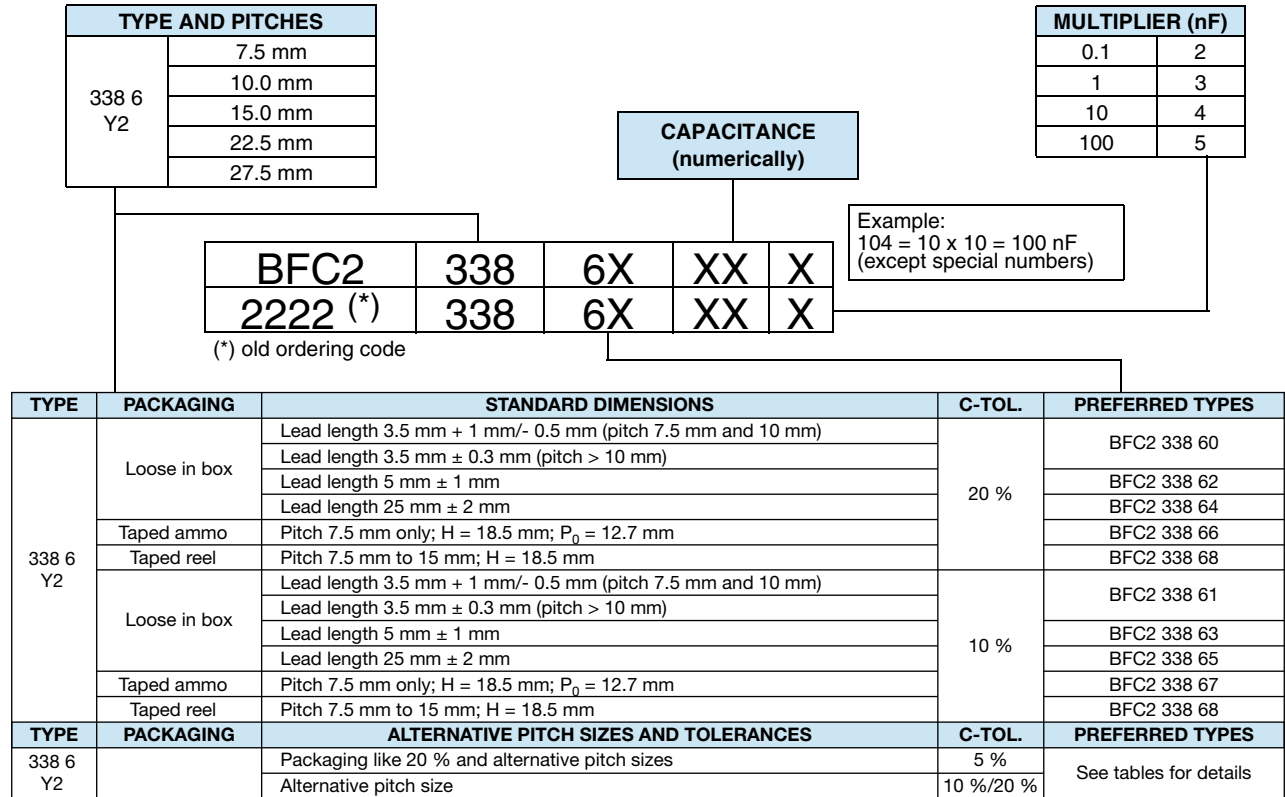 TYPE AND PITCHES
338 6
Y2
7.5 mm
10.0 mm
15.0 mm
22.5 mm
27.5 mm
MULTIPLIER (nF)
0.1 2
1 3
10 4
100 5
CAPACITANCE
(numerically)
Example:
104 = 10 x 10 = 100 nF
(except special numbers)
BFC2 338 6X XX X
2222 (*) 338 6X XX X
(*) old ordering code
TYPE PACKAGING STANDARD DIMENSIONS C-TOL. PREFERRED TYPES
338 6
Y2
Loose in box
Lead length 3.5 mm + 1 mm/- 0.5 mm (pitch 7.5 mm and 10 mm)
Lead length 3.5 mm ± 0.3 mm (pitch > 10 mm)
20 %
BFC2 338 60
Lead length 5 mm ± 1 mm BFC2 338 62
Lead length 25 mm ± 2 mm BFC2 338 64
Taped ammo Pitch 7.5 mm only; H = 18.5 mm; P0 = 12.7 mm BFC2 338 66
Taped reel Pitch 7.5 mm to 15 mm; H = 18.5 mm BFC2 338 68
Loose in box
Lead length 3.5 mm + 1 mm/- 0.5 mm (pitch 7.5 mm and 10 mm)
Lead length 3.5 mm ± 0.3 mm (pitch > 10 mm)
10 %
BFC2 338 61
Lead length 5 mm ± 1 mm BFC2 338 63
Lead length 25 mm ± 2 mm BFC2 338 65
Taped ammo Pitch 7.5 mm only; H = 18.5 mm; P0 = 12.7 mm BFC2 338 67
Taped reel Pitch 7.5 mm to 15 mm; H = 18.5 mm BFC2 338 68
TYPE PACKAGING ALTERNATIVE PITCH SIZES AND TOLERANCES C-TOL. PREFERRED TYPES
338 6
Y2
Packaging like 20 % and alternative pitch sizes 5 %
Alternative pitch size 10 %/20 %
See tables for details